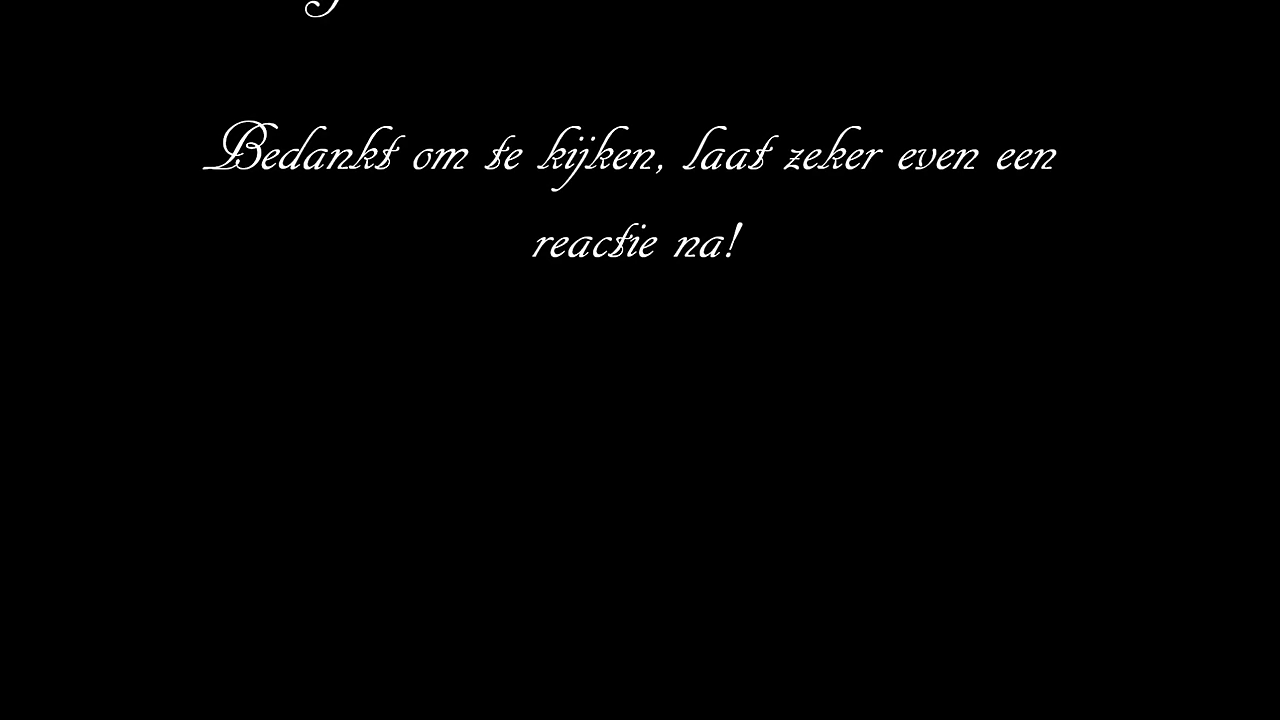 Bedankt om te kijken, laat zeker even een
reactie na!